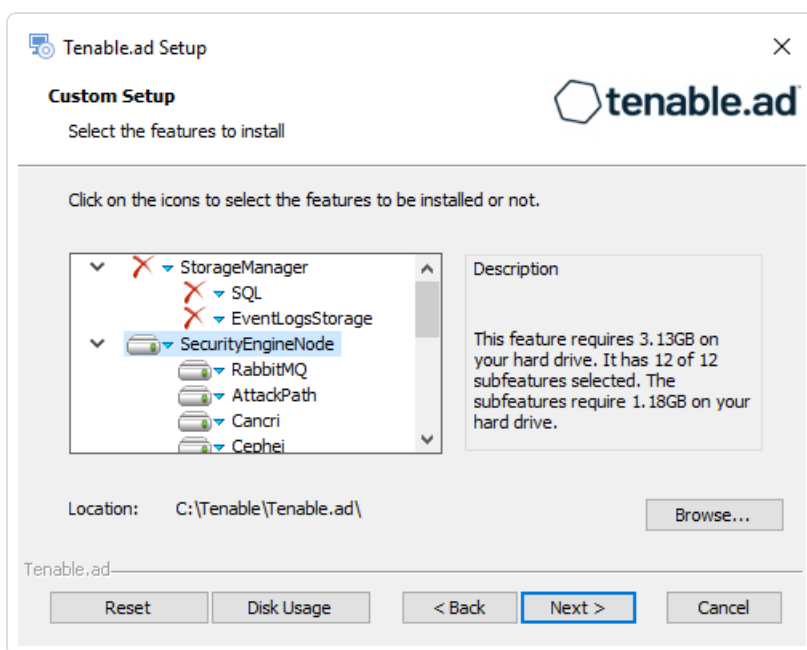 Tenable.ad Setup
Custom Setup
tenable.ad
Select the features to install
Click on the icons to select the features to be installed or not.
StorageManager
SQL
EventLogsStorage
SecurityEngineNode
RabbitMQ
AttackPath
Cancri
Cephei
Description
This feature requires 3.13GB on
your hard drive. It has 12 of 12
subfeatures selected. The
subfeatures require 1.18GB on your
hard drive.
Location: C:\Tenable\Tenable.ad\
Browse...
Tenable.ad
Reset Disk Usage < Back Next > Cancel